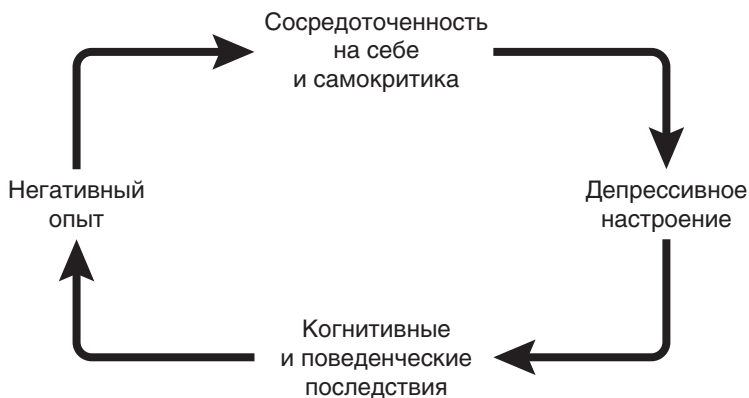 Сосредоточенность
на себе
и самокритика
Негативный
опыт
Депрессивное
настроение
Когнитивные
и поведенческие
последствия